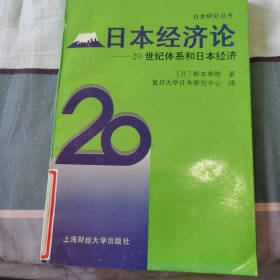 日本研究丛书
日本经济论
——20世纪体系和日本经济
[日] 桥本寿朗 著
复旦大学日本研究中心 译
20
上海财经大学出版社